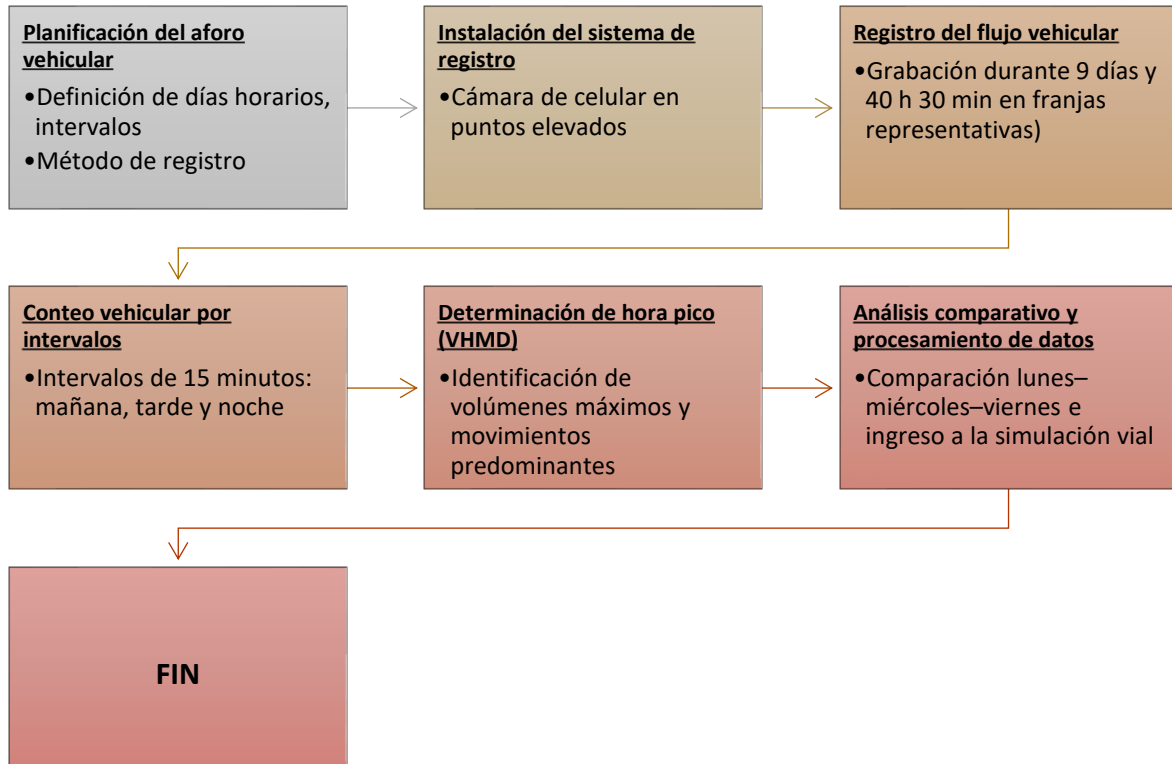 Planificación del aforo
vehicular
•Definición de días horarios,
intervalos
•Método de registro
Instalación del sistema de
registro
•Cámara de celular en
puntos elevados
Registro del flujo vehicular
•Grabación durante 9 días y
40 h 30 min en franjas
representativas)
Conteo vehicular por
intervalos
•Intervalos de 15 minutos:
mañana, tarde y noche
Determinación de hora pico
(VHMD)
•Identificación de
volúmenes máximos y
movimientos
predominantes
Análisis comparativo y
procesamiento de datos
•Comparación lunes–
miércoles–viernes e
ingreso a la simulación vial
FIN